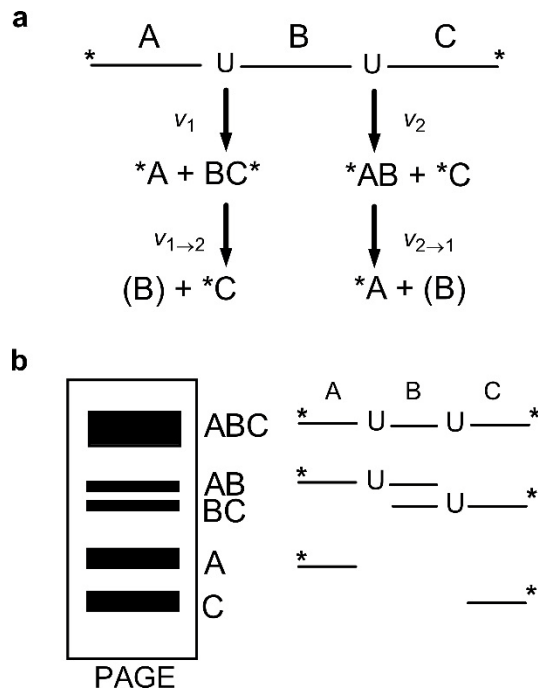 a
* A U B U C *
v1 v2
*A + BC* *AB + *C
v1→2 v2→1
(B) + *C *A + (B)
b
A B C
ABC * U U *
AB * U
BC U *
A *
C *
PAGE